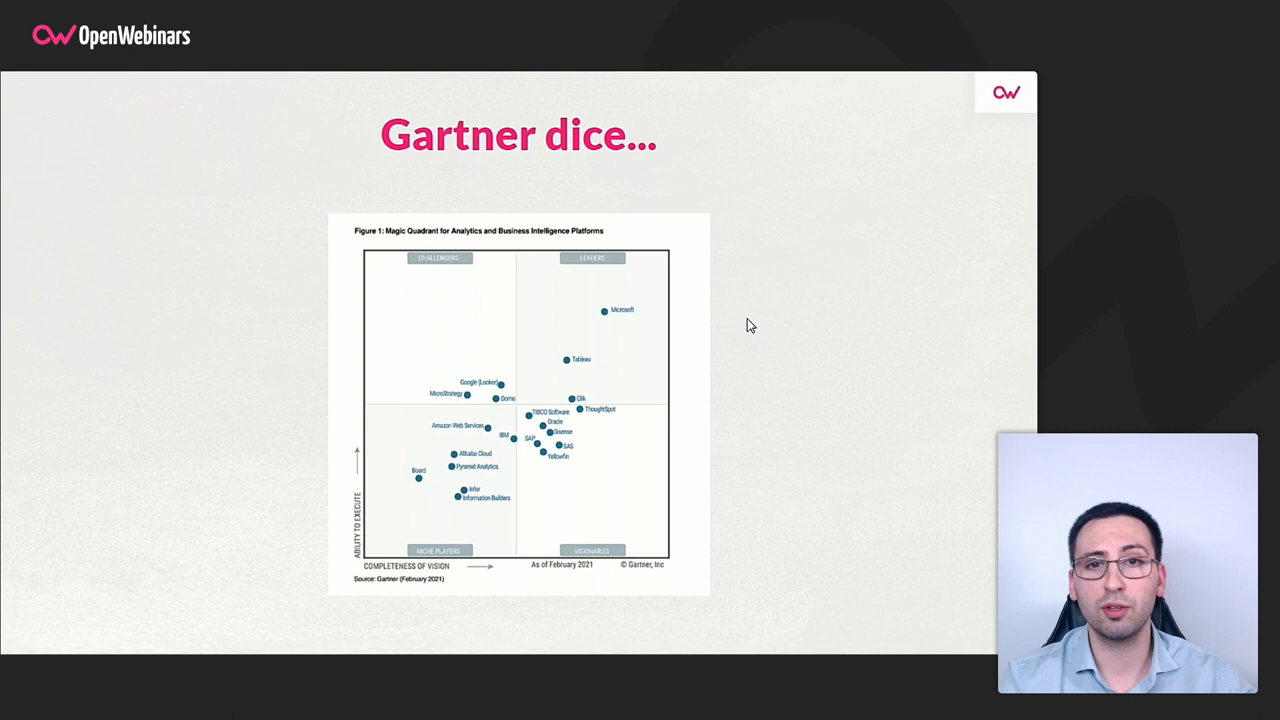 OpenWebinars
Gartner dice...
Figure 1: Magic Quadrant for Analytics and Business Intelligence Platforms
CHALLENGERS
LEADERS
Microsoft
Tableau
Google (Looker)
MicroStrategy
Domo
Qlik
ThoughtSpot
TIBCO Software
Oracle
Amazon Web Services
Sisense
IBM
SAP
SAS
Yellowfin
Alibaba Cloud
Pyramid Analytics
Board
Infor
Information Builders
ABILITY TO EXECUTE
NICHE PLAYERS
VISIONARIES
COMPLETENESS OF VISION
As of February 2021
© Gartner, Inc
Source: Gartner (February 2021)